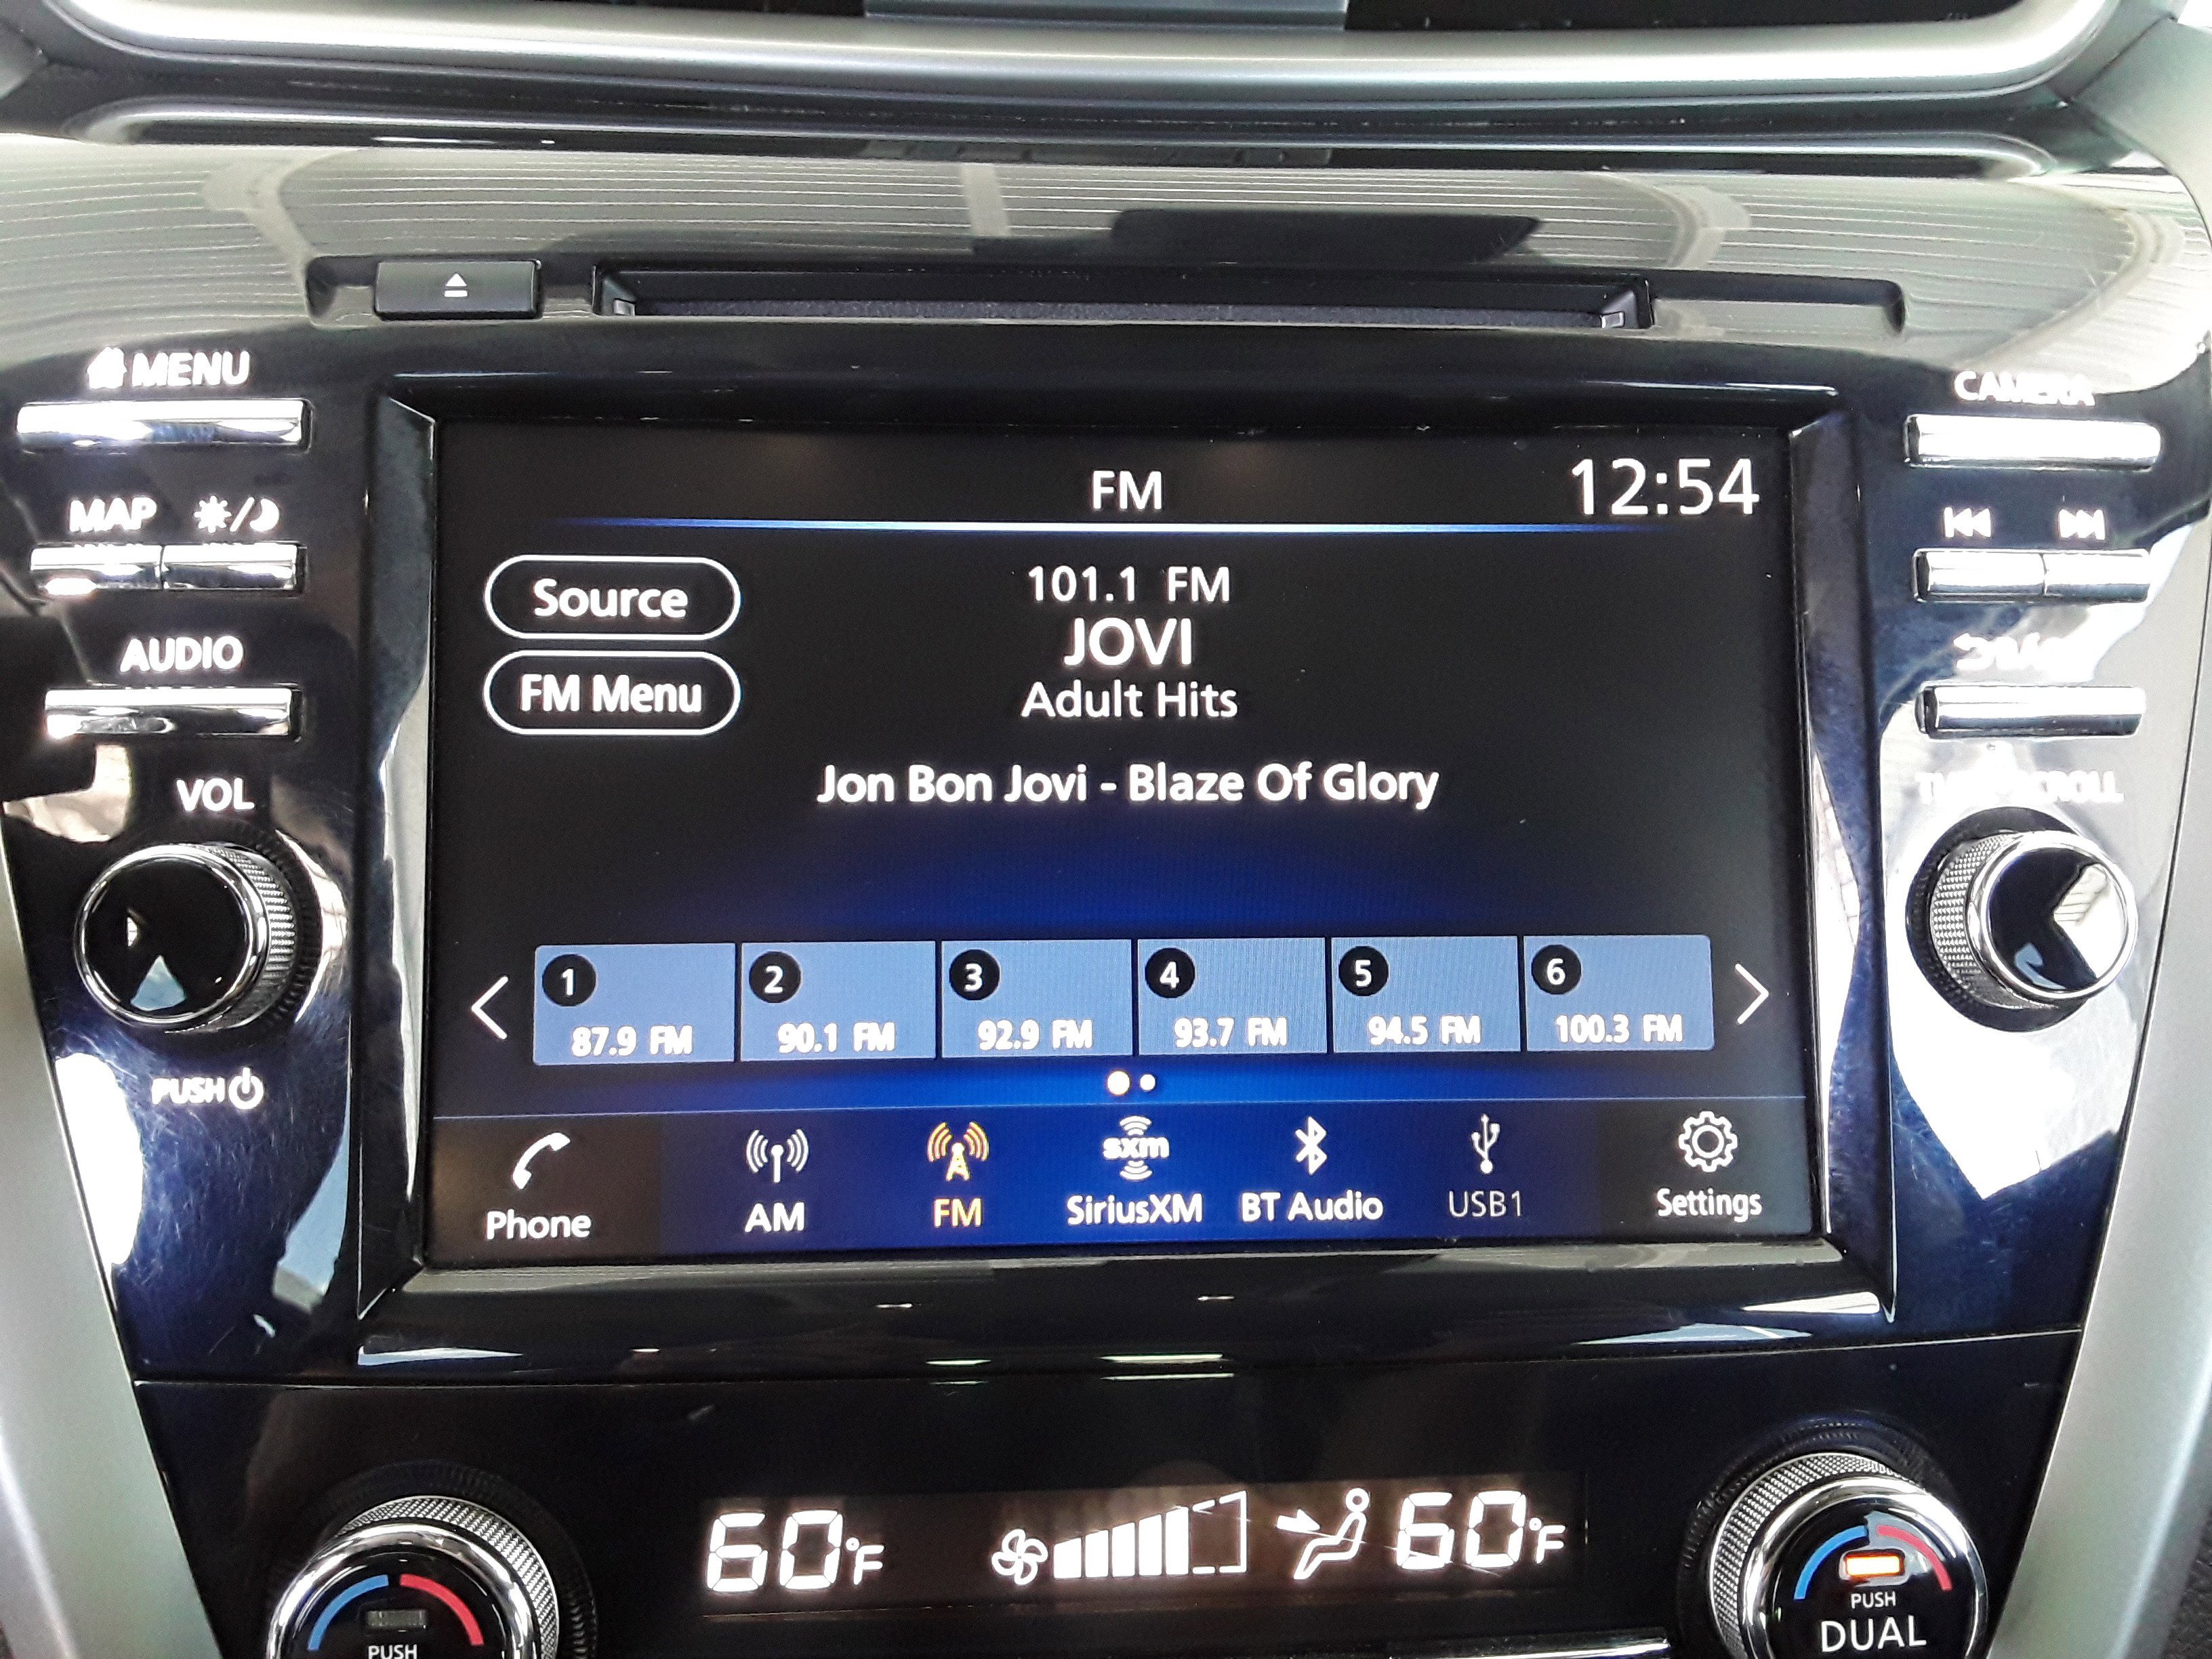 MENU
CAMERA
MAP
AUDIO
VOL
PUSH
FM 12:54
Source
101.1 FM
JOVI
FM Menu
Adult Hits
Jon Bon Jovi - Blaze Of Glory
1 2 3 4 5 6
87.9 FM 90.1 FM 92.9 FM 93.7 FM 94.5 FM 100.3 FM
sxm
Phone AM FM SiriusXM BT Audio USB1 Settings
60°F 60°F
PUSH
PUSH
DUAL